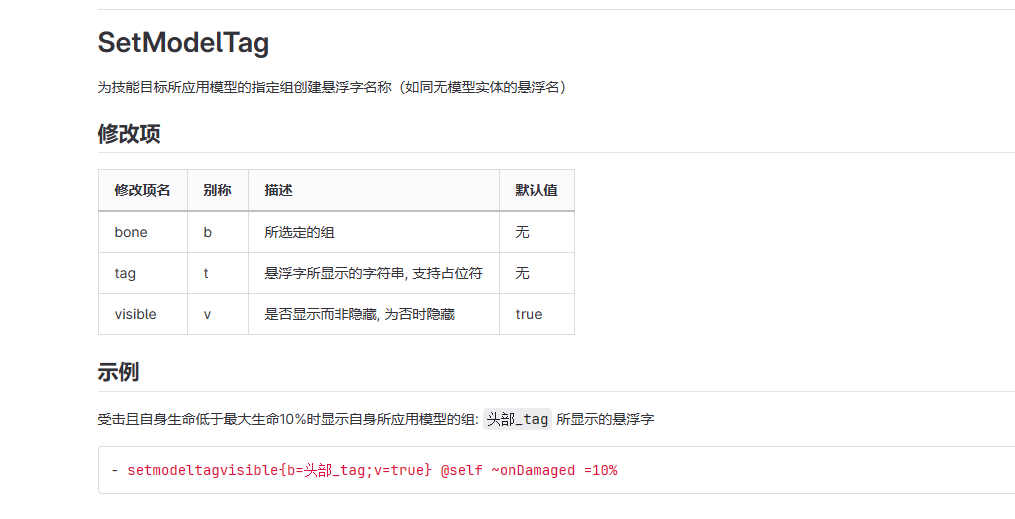 SetModelTag
为技能目标所应用模型的指定组创建悬浮字名称（如同无模型实体的悬浮名）
修改项
修改项名 别称 描述 默认值
bone b 所选定的组 无
tag t 悬浮字所显示的字符串, 支持占位符 无
visible v 是否显示而非隐藏, 为否时隐藏 true
示例
受击且自身生命低于最大生命10%时显示自身所应用模型的组: 头部_tag 所显示的悬浮字
- setmodeltagvisible{b=头部_tag;v=true} @self ~onDamaged =10%